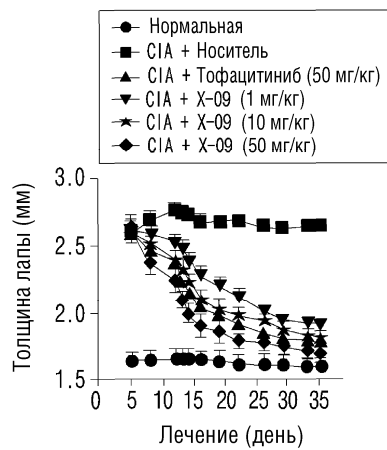 Нормальная
CIA + Носитель
CIA + Тофацитиниб (50 мг/кг)
CIA + X-09 (1 мг/кг)
CIA + X-09 (10 мг/кг)
CIA + X-09 (50 мг/кг)
Толщина лапы (мм)
3.0
2.5
2.0
1.5
0 5 10 15 20 25 30 35
Лечение (день)